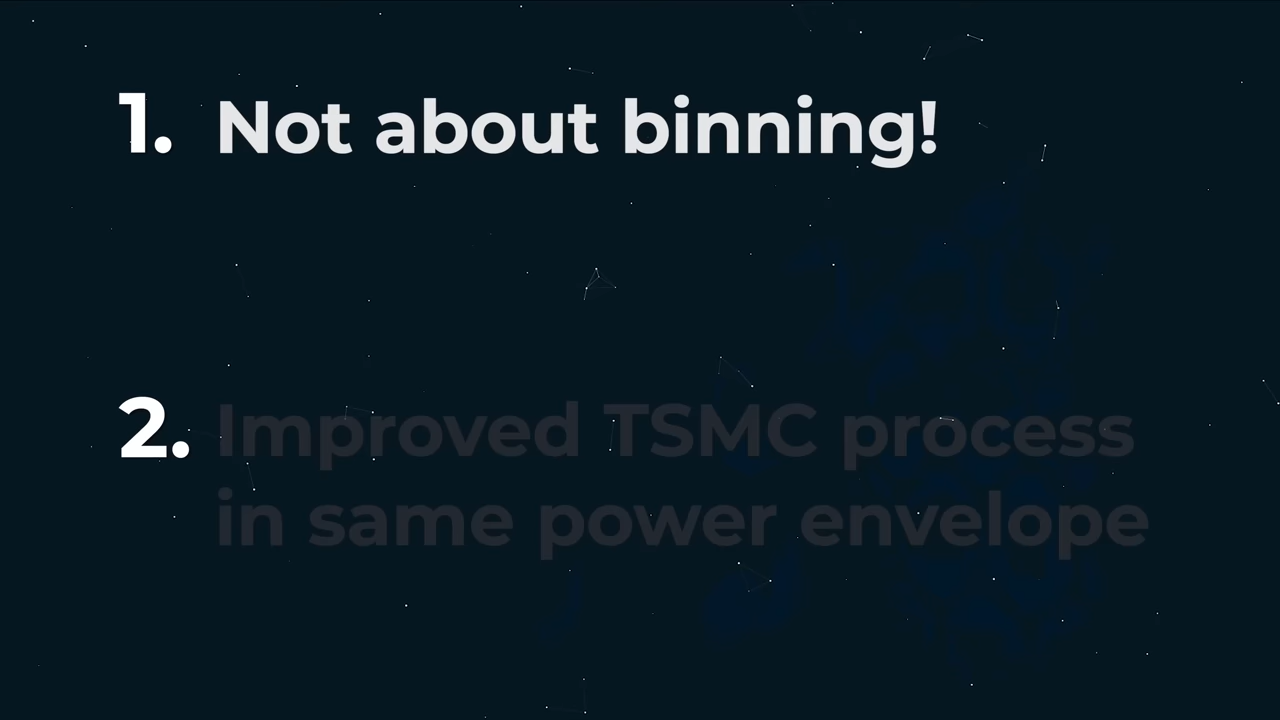 1. Not about binning!
2. Improved TSMC process
in same power envelope